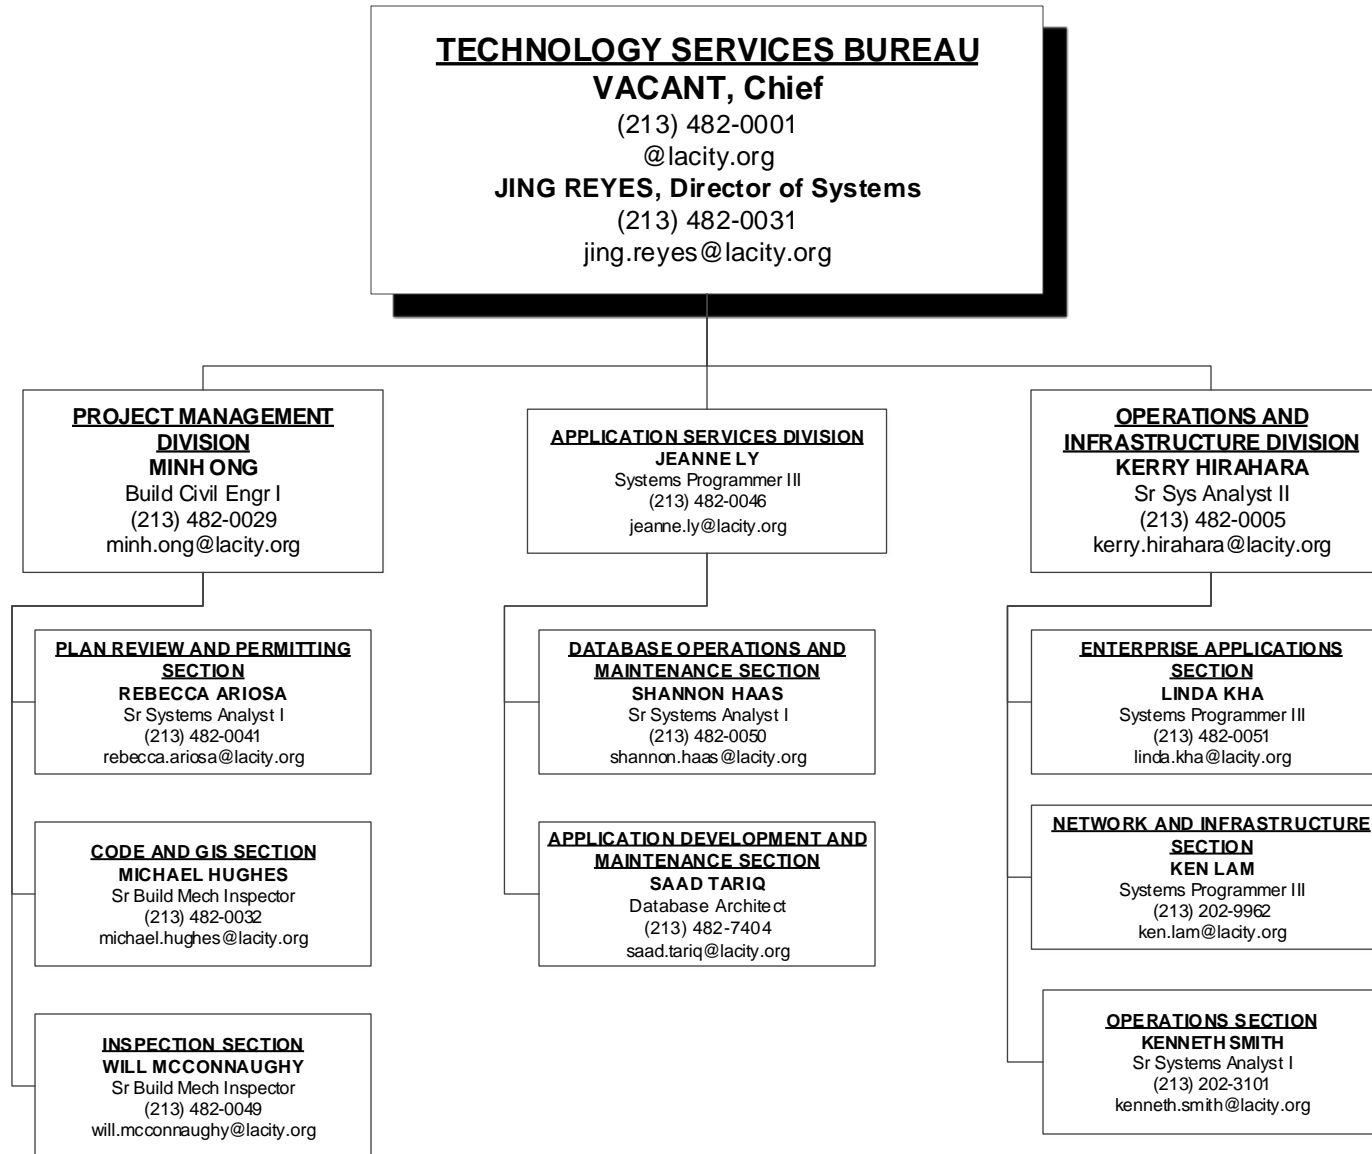 TECHNOLOGY SERVICES BUREAU
VACANT, Chief
(213) 482-0001
@lacity.org
JING REYES, Director of Systems
(213) 482-0031
jing.reyes@lacity.org
PROJECT MANAGEMENT
DIVISION
MINH ONG
Build Civil Engr I
(213) 482-0029
minh.ong@lacity.org
APPLICATION SERVICES DIVISION
JEANNE LY
Systems Programmer III
(213) 482-0046
jeanne.ly@lacity.org
OPERATIONS AND
INFRASTRUCTURE DIVISION
KERRY HIRAHARA
Sr Sys Analyst II
(213) 482-0005
kerry.hirahara@lacity.org
PLAN REVIEW AND PERMITTING
SECTION
REBECCA ARIOSA
Sr Systems Analyst I
(213) 482-0041
rebecca.ariosa@lacity.org
DATABASE OPERATIONS AND
MAINTENANCE SECTION
SHANNON HAAS
Sr Systems Analyst I
(213) 482-0050
shannon.haas@lacity.org
ENTERPRISE APPLICATIONS
SECTION
LINDA KHA
Systems Programmer III
(213) 482-0051
linda.kha@lacity.org
CODE AND GIS SECTION
MICHAEL HUGHES
Sr Build Mech Inspector
(213) 482-0032
michael.hughes@lacity.org
APPLICATION DEVELOPMENT AND
MAINTENANCE SECTION
SAAD TARIQ
Database Architect
(213) 482-7404
saad.tariq@lacity.org
NETWORK AND INFRASTRUCTURE
SECTION
KEN LAM
Systems Programmer III
(213) 202-9962
ken.lam@lacity.org
INSPECTION SECTION
WILL MCCONNAUGHY
Sr Build Mech Inspector
(213) 482-0049
will.mcconnaughy@lacity.org
OPERATIONS SECTION
KENNETH SMITH
Sr Systems Analyst I
(213) 202-3101
kenneth.smith@lacity.org